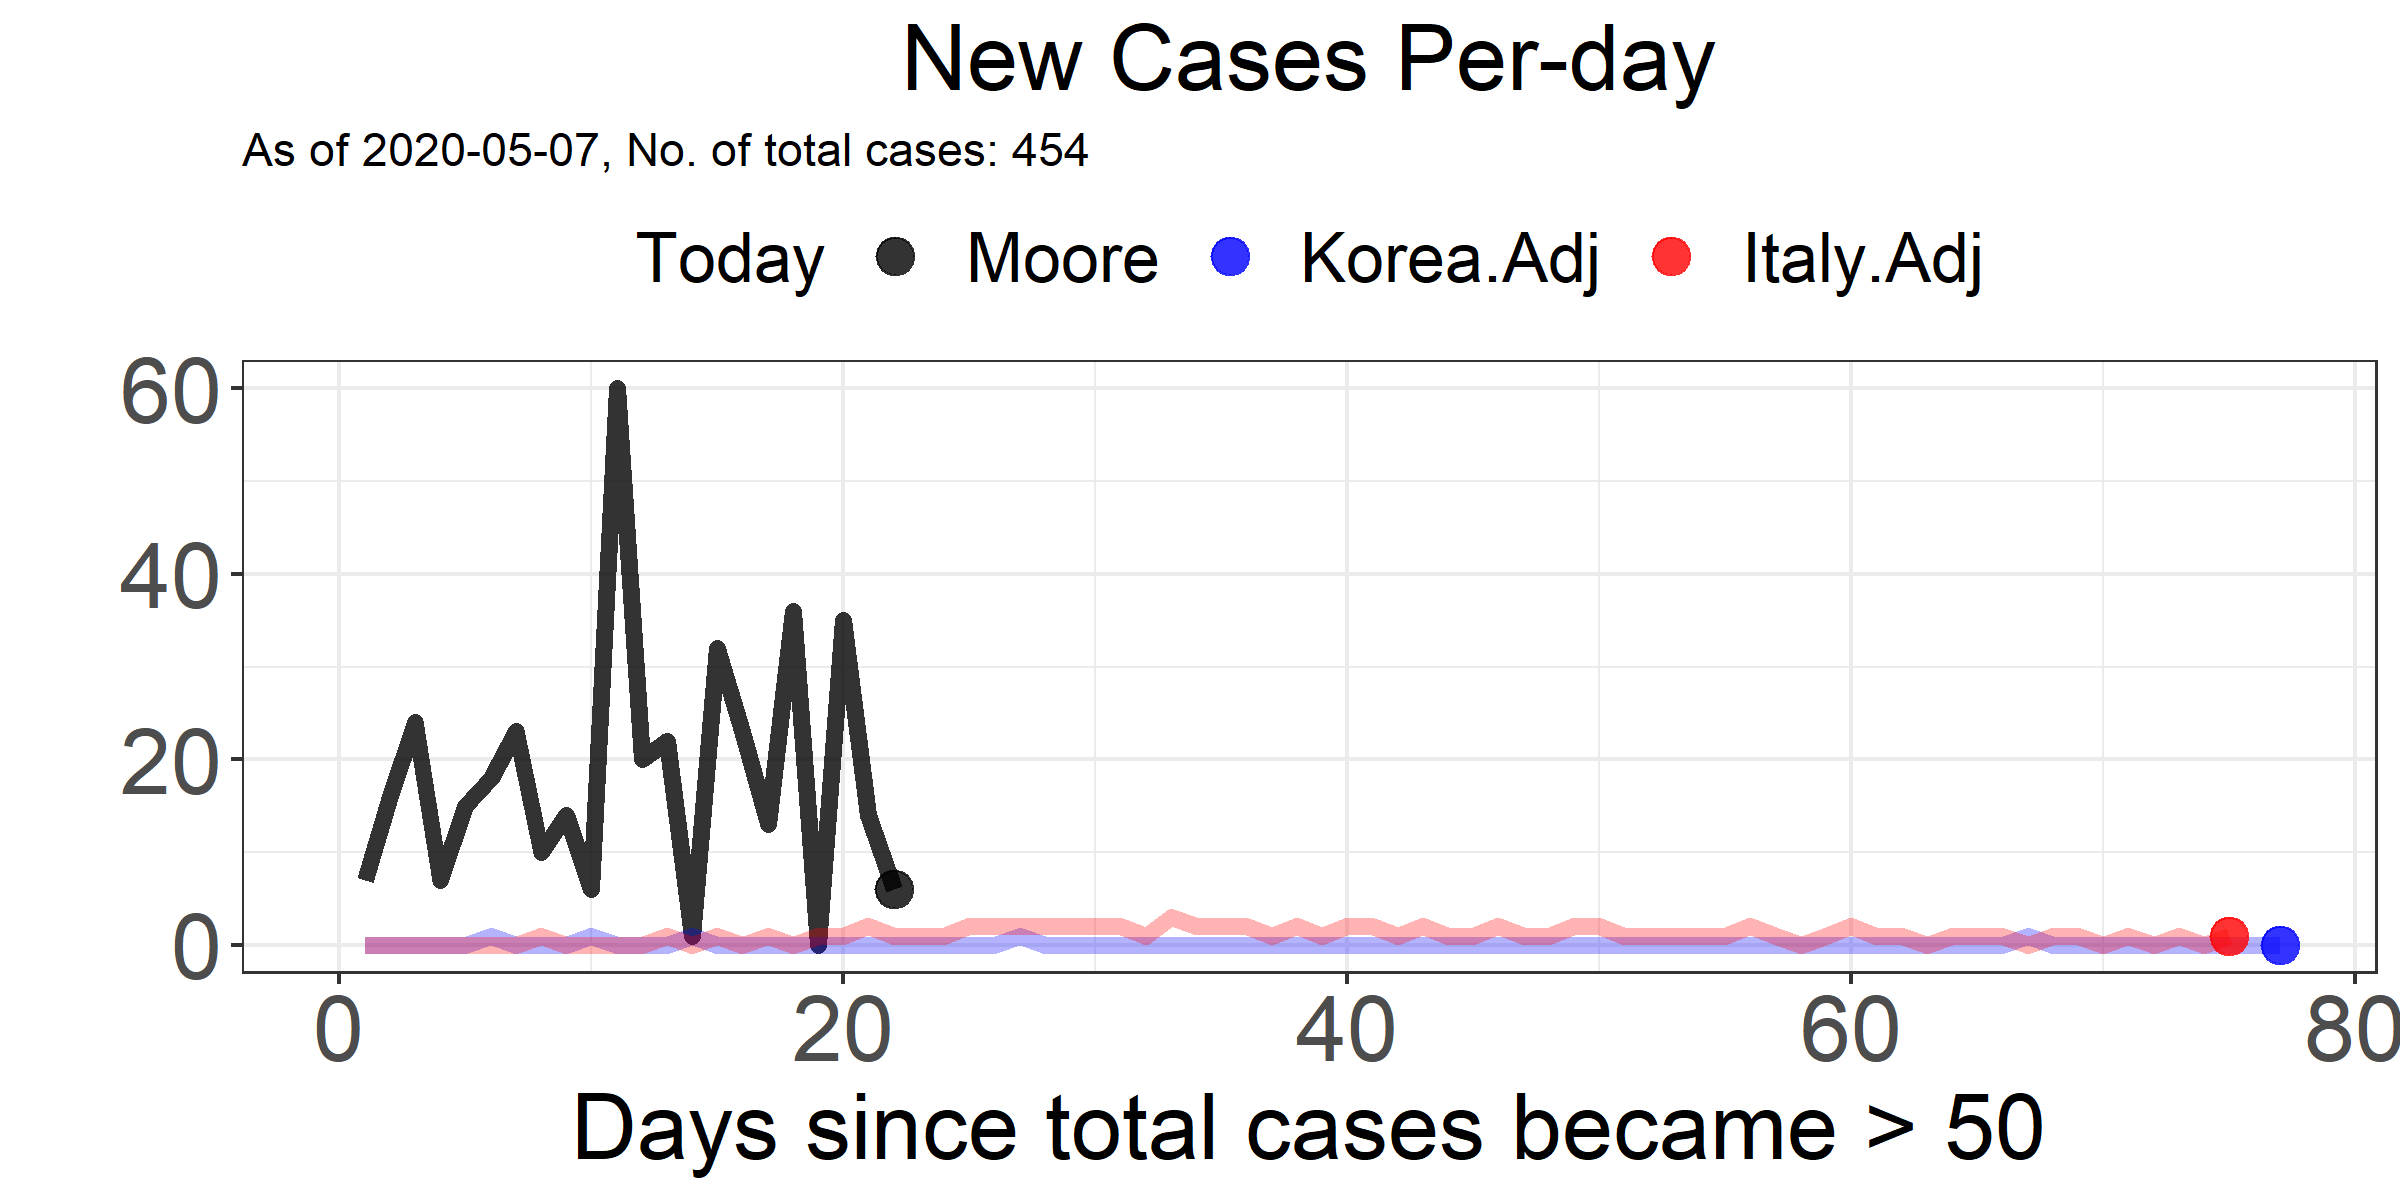 New Cases Per-day
As of 2020-05-07, No. of total cases: 454
Today Moore Korea.Adj Italy.Adj
60
40
20
0
0 20 40 60 80
Days since total cases became > 50